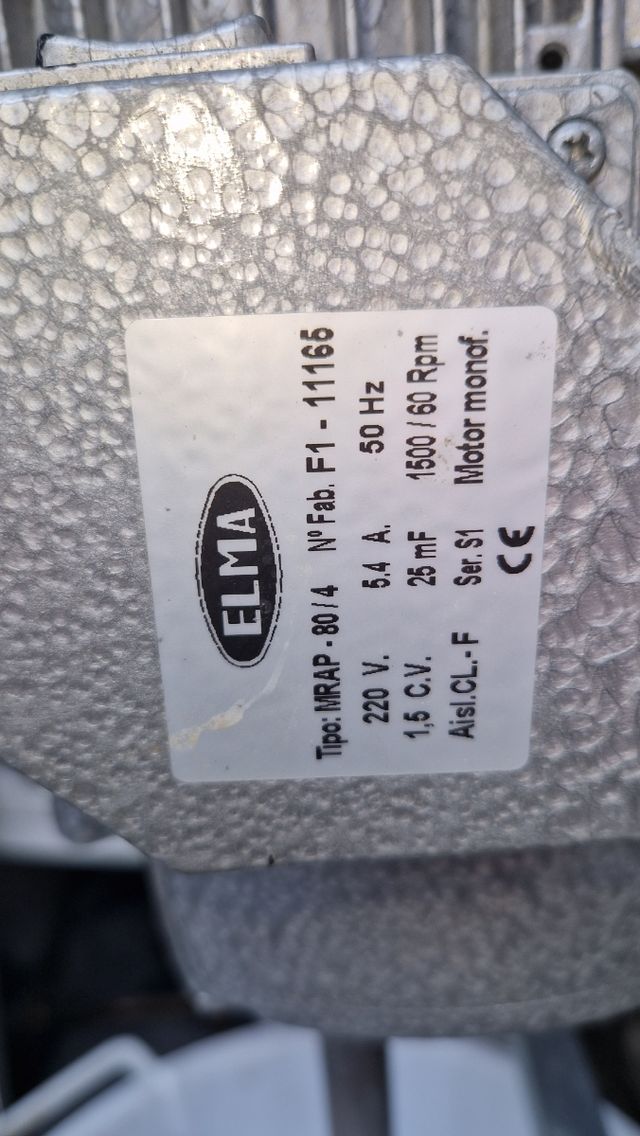 ELMA
Tipo: MRAP - 80/4 Nº Fab. F1 - 11165
220 V. 5.4 A. 50 Hz
1,5 C.V. 25 mF 1500 / 60 Rpm
Aisl.CL.- F Ser. S1 Motor monof.
CE